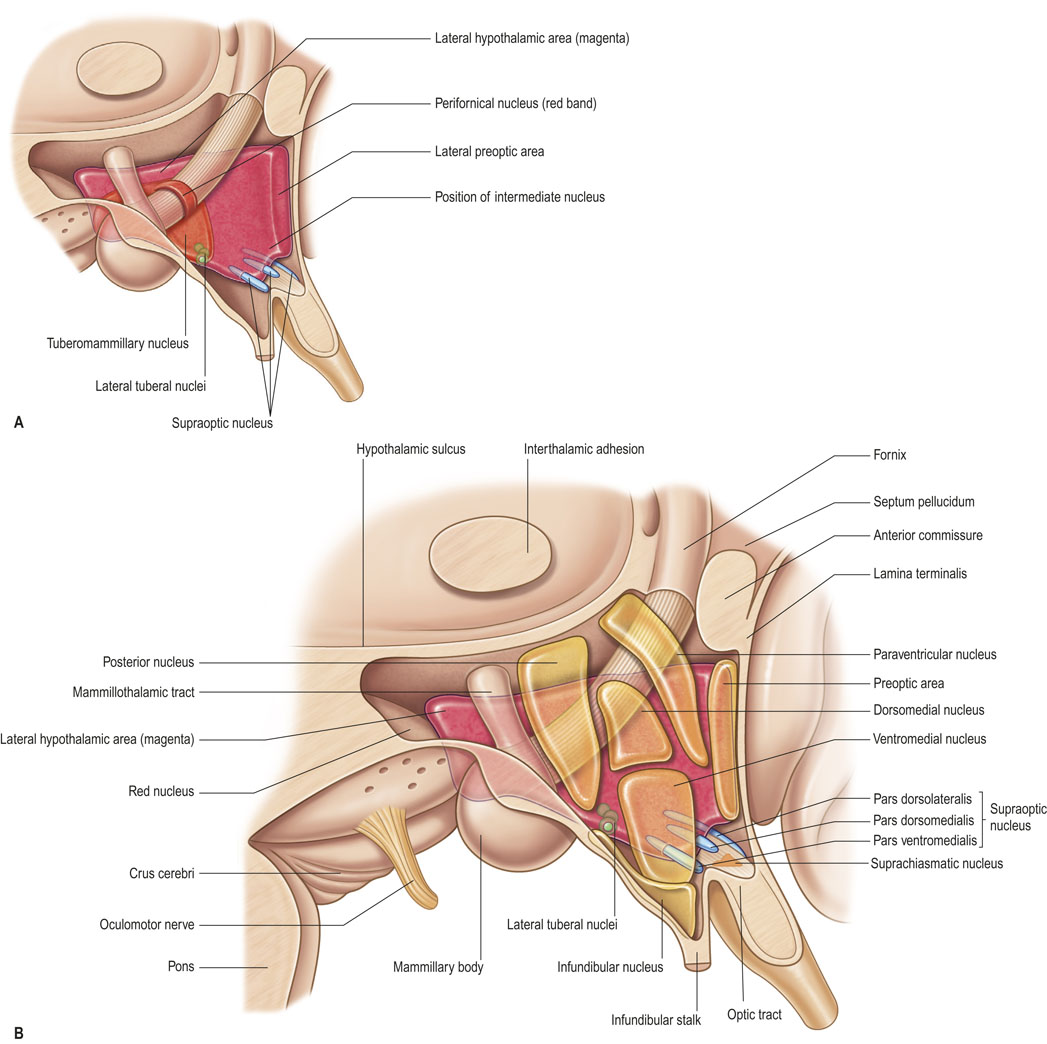 Lateral hypothalamic area (magenta)
Perifornical nucleus (red band)
Lateral preoptic area
Position of intermediate nucleus
Tuberomammillary nucleus
Lateral tuberal nuclei
Supraoptic nucleus
A
Hypothalamic sulcus
Interthalamic adhesion
Fornix
Septum pellucidum
Anterior commissure
Lamina terminalis
Posterior nucleus
Mammillothalamic tract
Lateral hypothalamic area (magenta)
Red nucleus
Crus cerebri
Oculomotor nerve
Pons
Paraventricular nucleus
Preoptic area
Dorsomedial nucleus
Ventromedial nucleus
Pars dorsolateralis
Pars dorsomedialis
Pars ventromedialis
Supraoptic
nucleus
Suprachiasmatic nucleus
Lateral tuberal nuclei
Mammillary body
Infundibular nucleus
Infundibular stalk
Optic tract
B